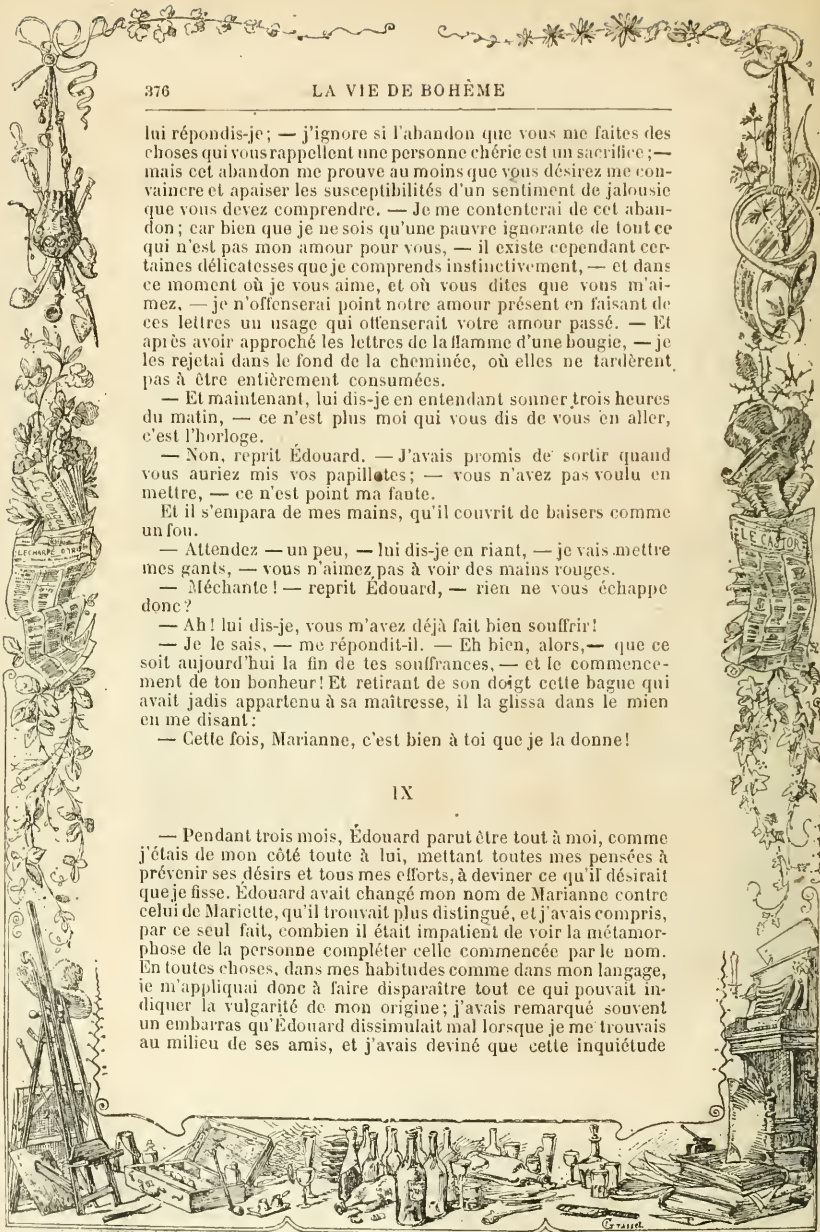 376
LA VIE DE BOHÈME
lui répondis-je; — j'ignore si l'abandon que vous me faites des
choses qui vous rappellent une personne chérie est un sacrifice; —
mais cet abandon me prouve au moins que vous désirez me con-
vaincre et apaiser les susceptibilités d'un sentiment de jalousie
que vous devez comprendre. — Je me contenterai de cet aban-
don; car bien que je ne sois qu'une pauvre ignorante de tout ce
qui n'est pas mon amour pour vous, — il existe cependant cer-
taines délicatesses que je comprends instinctivement, — et dans
ce moment où je vous aime, et où vous dites que vous m'ai-
mez, — je n'offenserai point notre amour présent en faisant de
ces lettres un usage qui offenserait votre amour passé. — Et
après avoir approché les lettres de la flamme d'une bougie, — je
les rejetai dans le fond de la cheminée, où elles ne tardèrent
pas à être entièrement consumées.
— Et maintenant, lui dis-je en entendant sonner trois heures
du matin, — ce n'est plus moi qui vous dis de vous en aller,
c'est l'horloge.
— Non, reprit Édouard. — J'avais promis de sortir quand
vous auriez mis vos papillotes; — vous n'avez pas voulu en
mettre, — ce n'est point ma faute.
Et il s'empara de mes mains, qu'il couvrit de baisers comme
un fou.
— Attendez — un peu, — lui dis-je en riant, — je vais mettre
mes gants, — vous n'aimez pas à voir des mains rouges.
— Méchante! — reprit Édouard, — rien ne vous échappe
donc?
— Ah! lui dis-je, vous m'avez déjà fait bien souffrir!
— Je le sais, — me répondit-il. — Eh bien, alors, — que ce
soit aujourd'hui la fin de tes souffrances, — et le commence-
ment de ton bonheur! Et retirant de son doigt cette bague qui
avait jadis appartenu à sa maîtresse, il la glissa dans le mien
en me disant:
— Cette fois, Marianne, c'est bien à toi que je la donne!
IX
— Pendant trois mois, Édouard parut être tout à moi, comme
j'étais de mon côté toute à lui, mettant toutes mes pensées à
prévenir ses désirs et tous mes efforts, à deviner ce qu'il désirait
que je fisse. Édouard avait changé mon nom de Marianne contre
celui de Mariette, qu'il trouvait plus distingué, et j'avais compris,
par ce seul fait, combien il était impatient de voir la métamor-
phose de la personne compléter celle commencée par le nom.
En toutes choses, dans mes habitudes comme dans mon langage,
je m'appliquai donc à faire disparaître tout ce qui pouvait in-
diquer la vulgarité de mon origine; j'avais remarqué souvent
un embarras qu'Édouard dissimulait mal lorsque je me trouvais
au milieu de ses amis, et j'avais deviné que cette inquiétude
L'ECHARPE D'IRIS
LE CASTOR
Grasset